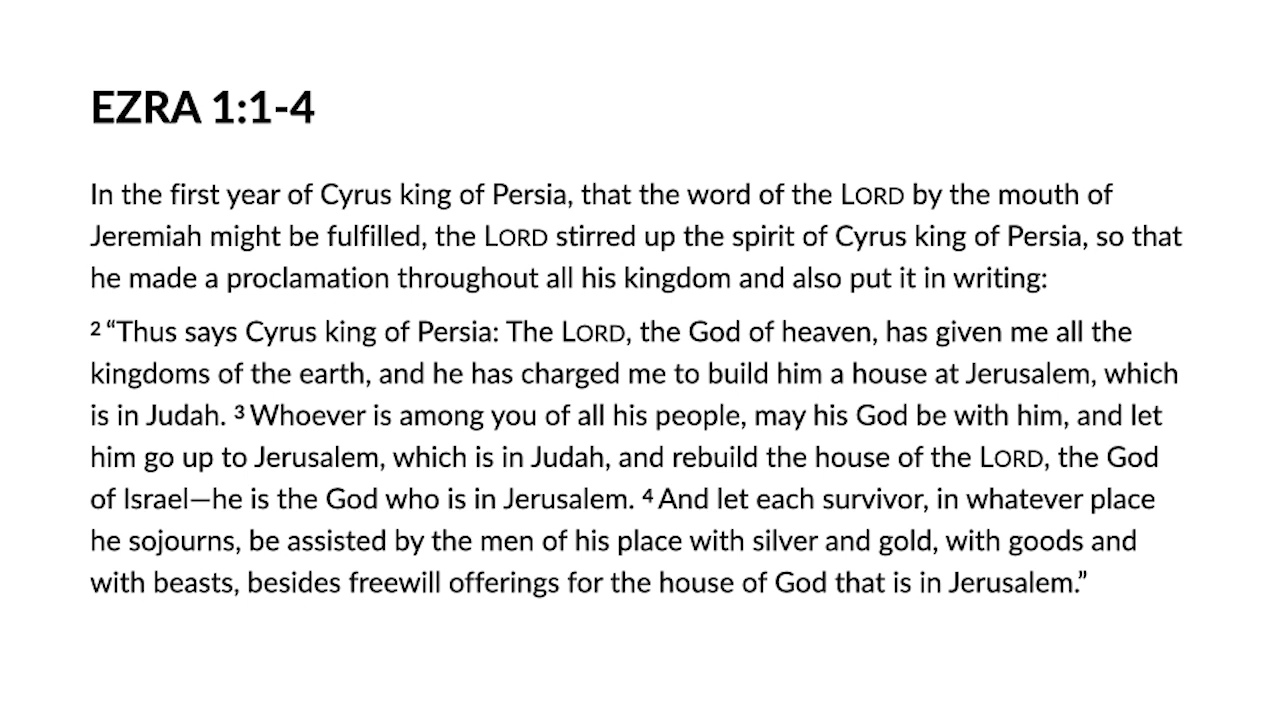 EZRA 1:1-4
In the first year of Cyrus king of Persia, that the word of the LORD by the mouth of
Jeremiah might be fulfilled, the LORD stirred up the spirit of Cyrus king of Persia, so that
he made a proclamation throughout all his kingdom and also put it in writing:
2 “Thus says Cyrus king of Persia: The LORD, the God of heaven, has given me all the
kingdoms of the earth, and he has charged me to build him a house at Jerusalem, which
is in Judah. 3 Whoever is among you of all his people, may his God be with him, and let
him go up to Jerusalem, which is in Judah, and rebuild the house of the LORD, the God
of Israel—he is the God who is in Jerusalem. 4 And let each survivor, in whatever place
he sojourns, be assisted by the men of his place with silver and gold, with goods and
with beasts, besides freewill offerings for the house of God that is in Jerusalem.”